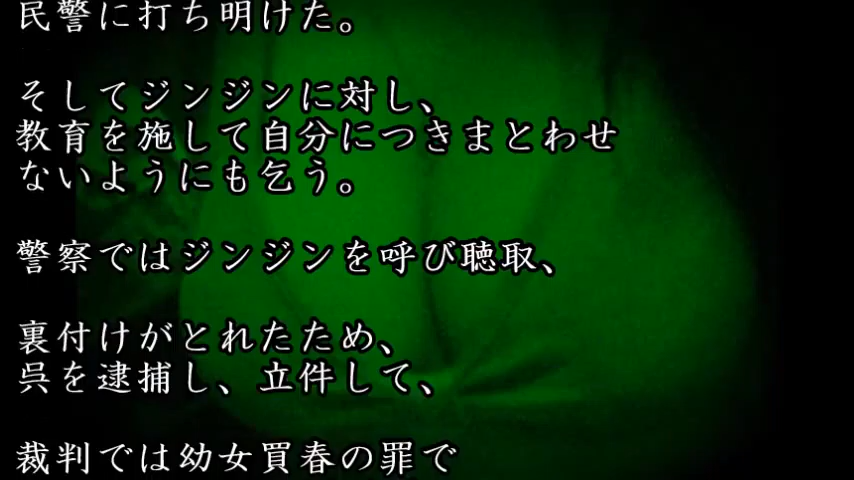 民警に打ち明けた。
そしてジンジンに対し、
教育を施して自分につきまとわせ
ないようにも乞う。
警察ではジンジンを呼び聴取、
裏付けがとれたため、
呉を逮捕し、立件して、
裁判では幼女買春の罪で